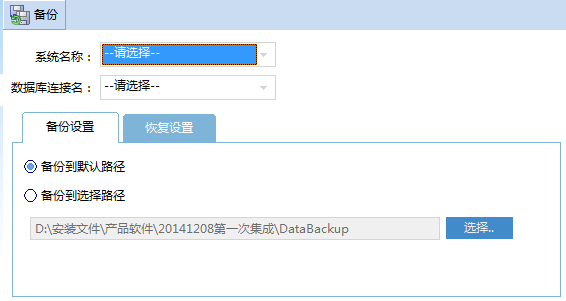 备份
系统名称： --请选择--
数据库连接名： --请选择--
备份设置 恢复设置
备份到默认路径
备份到选择路径
D:\安装文件\产品软件\20141208第一次集成\DataBackup 选择..